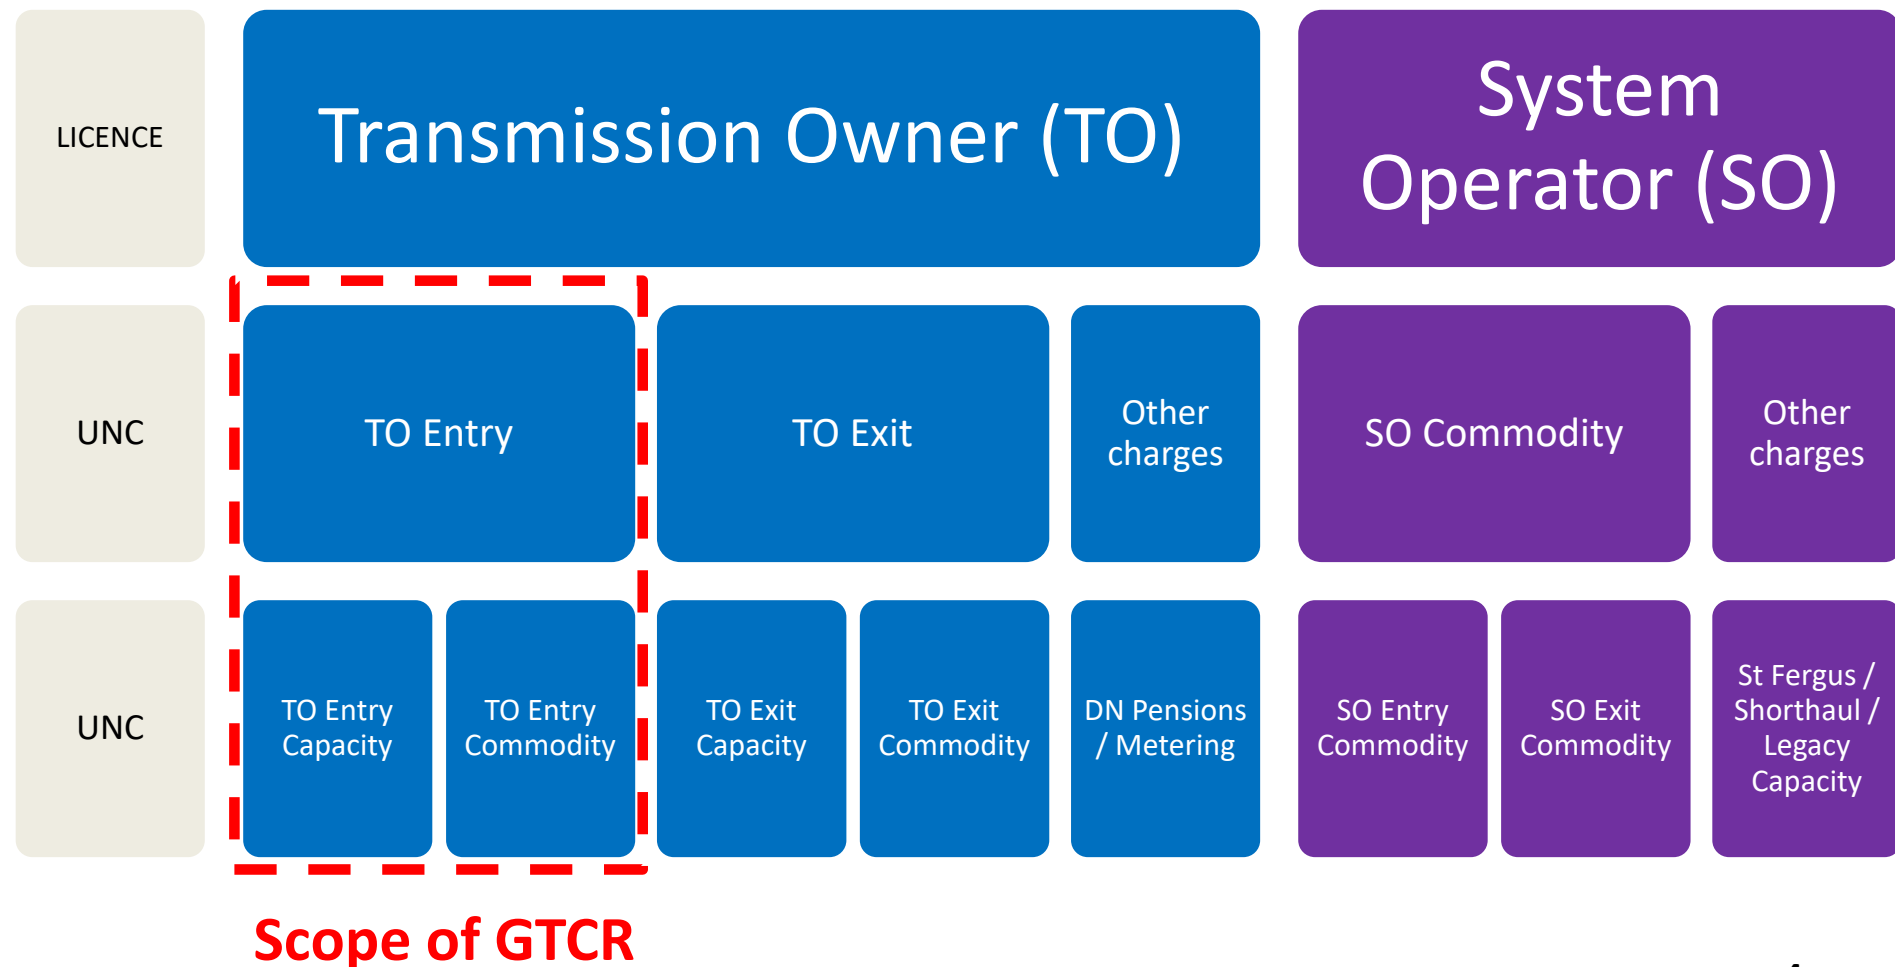 LICENCE
Transmission Owner (TO)
System
Operator (SO)
UNC
TO Entry
TO Exit
Other
charges
SO Commodity
Other
charges
UNC
TO Entry
Capacity
TO Entry
Commodity
TO Exit
Capacity
TO Exit
Commodity
DN Pensions
/ Metering
SO Entry
Commodity
SO Exit
Commodity
St Fergus /
Shorthaul /
Legacy
Capacity
Scope of GTCR